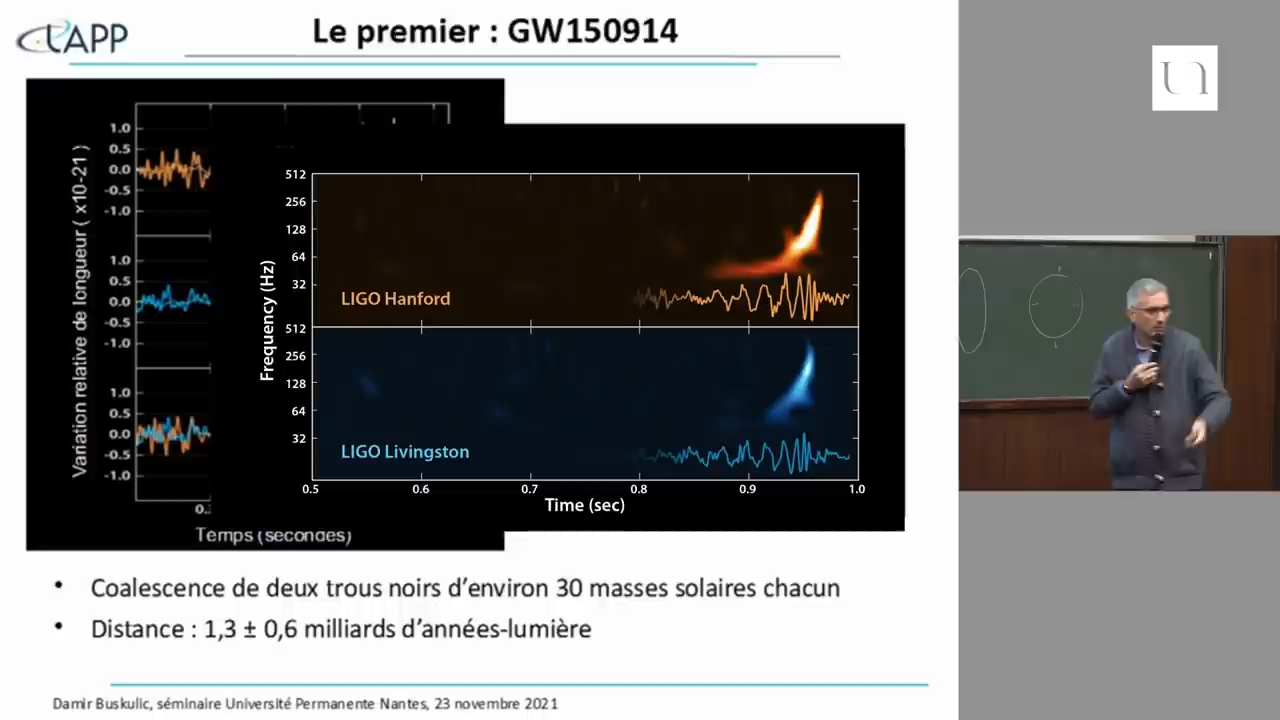 LAPP
Le premier : GW150914
Variation relative de longueur ( x10-21 )
1.0
0.5
0.0
-0.5
-1.0
1.0
0.5
0.0
-0.5
-1.0
1.0
0.5
0.0
-0.5
-1.0
Temps (secondes)
Frequency (Hz)
512
256
128
64
32
LIGO Hanford
512
256
128
64
32
LIGO Livingston
0.5 0.6 0.7 0.8 0.9 1.0
Time (sec)
• Coalescence de deux trous noirs d’environ 30 masses solaires chacun
• Distance : 1,3 ± 0,6 milliards d’années-lumière
Damir Buskulic, séminaire Université Permanente Nantes, 23 novembre 2021